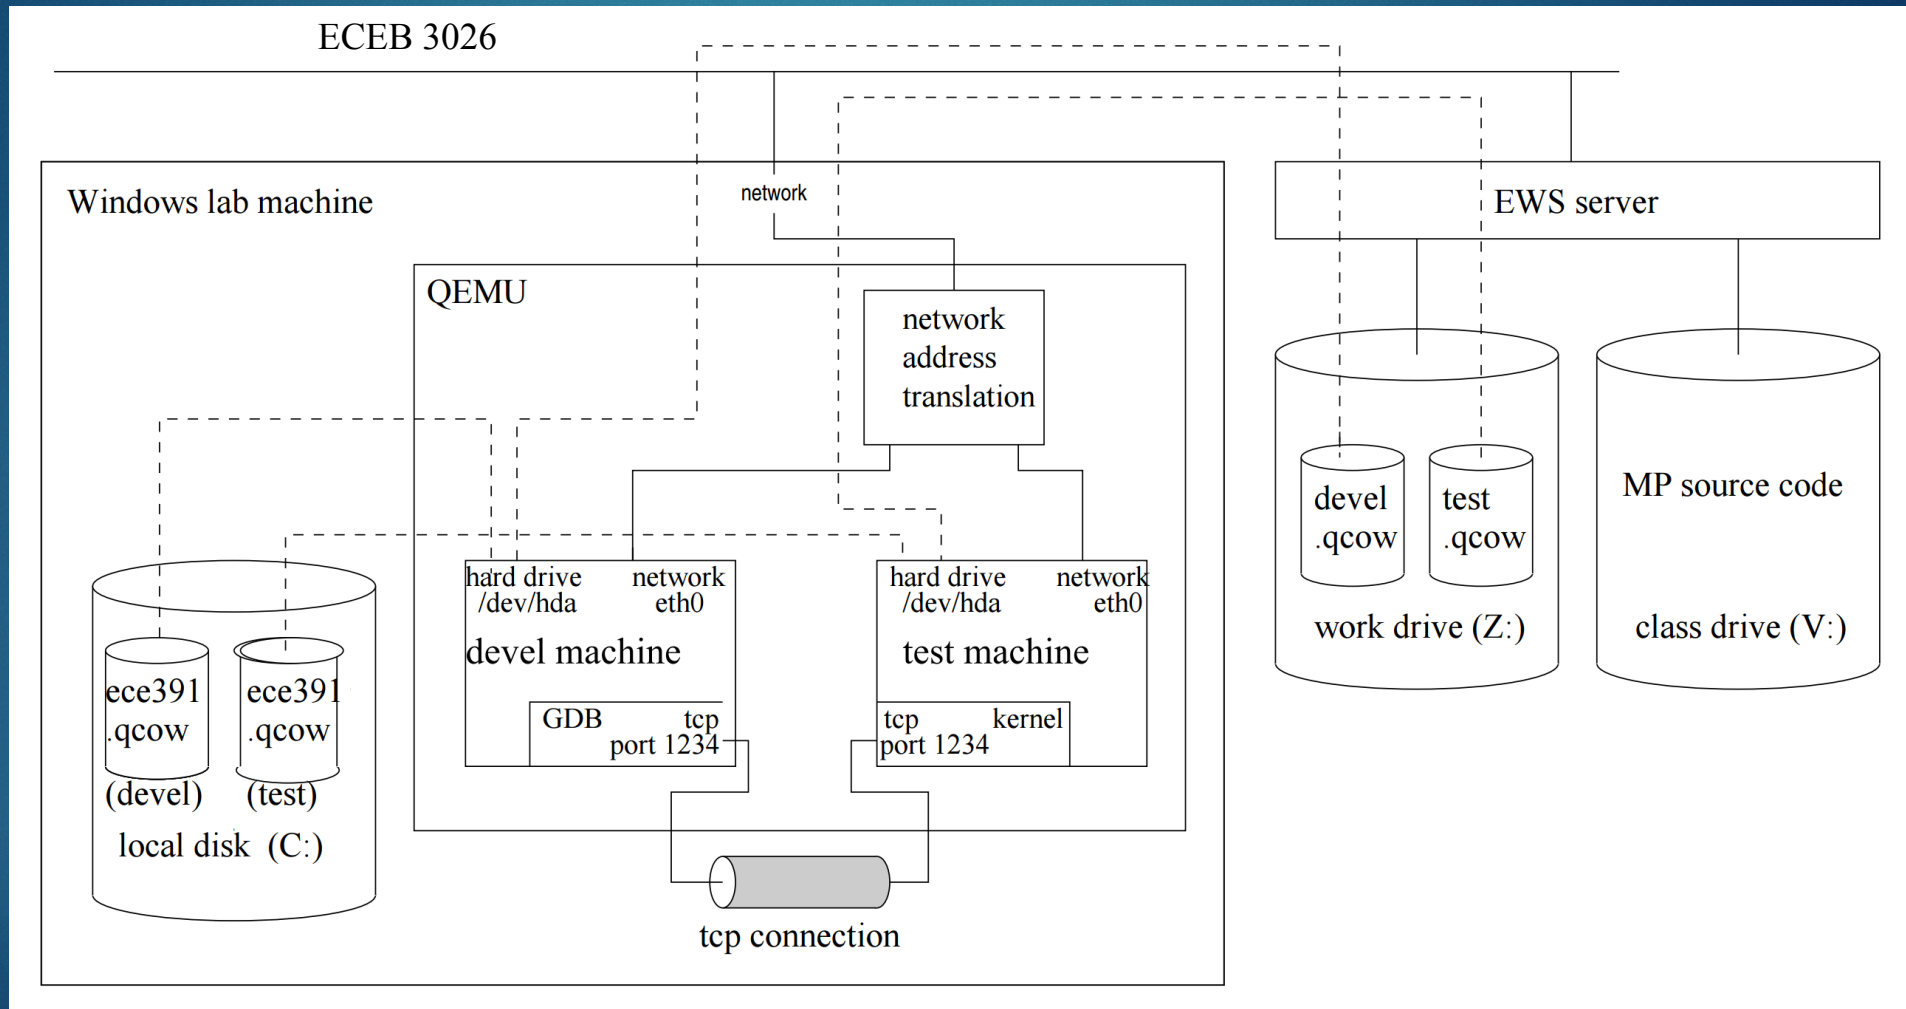 ECEB 3026
Windows lab machine
network
EWS server
QEMU
network
address
translation
devel
.qcow
test
.qcow
MP source code
work drive (Z:)
class drive (V:)
hard drive
/dev/hda
network
eth0
devel machine
GDB
tcp
port 1234
hard drive
/dev/hda
network
eth0
test machine
tcp
port 1234
kernel
ece391
.qcow
(devel)
ece391
.qcow
(test)
local disk (C:)
tcp connection